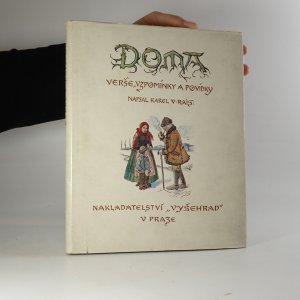 DOMA
VERŠE, VZPOMÍNKY A POVÍDKY
NAPSAL KAREL V. RAIS
NAKLADATELSTVÍ „VYŠEHRAD“
V PRAZE